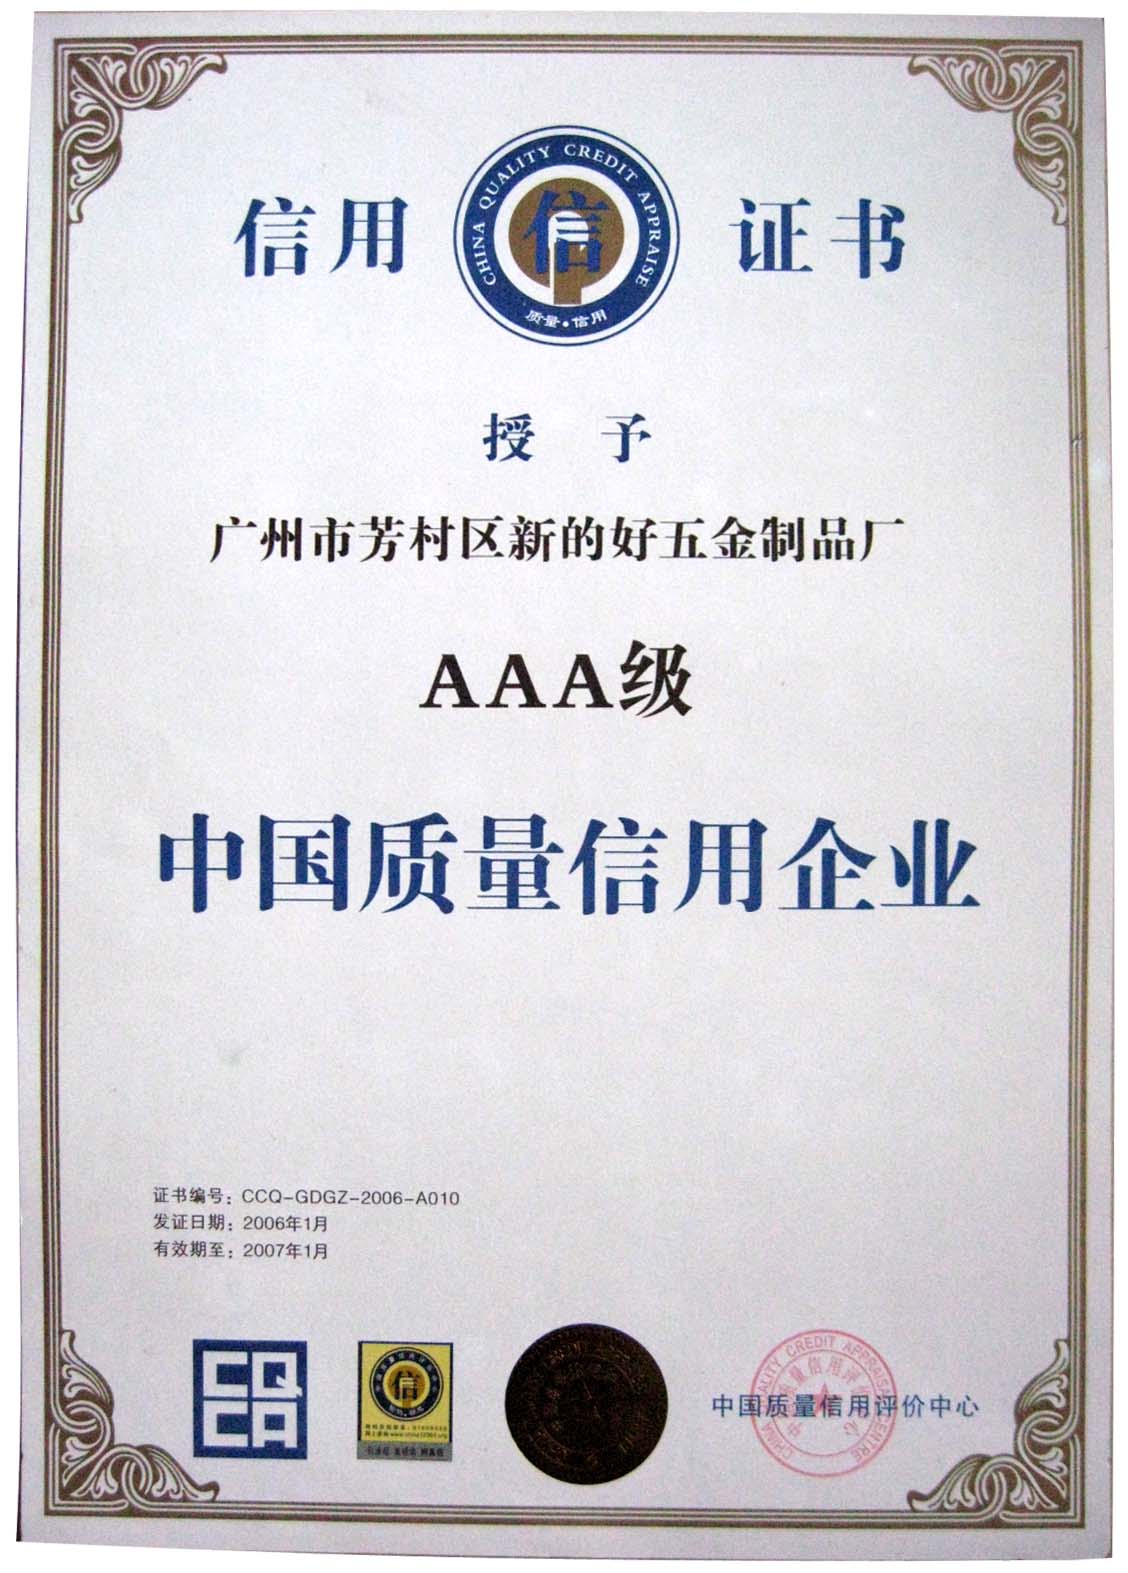 信用 证书
CHINA QUALITY CREDIT APPRAISE
信
质量·信用
授予
广州市芳村区新的好五金制品厂
AAA级
中国质量信用企业
证书编号：CCQ-GDGZ-2006-A010
发证日期：2006年1月
有效期至：2007年1月
CQ
CA
信
中国质量信用评价中心